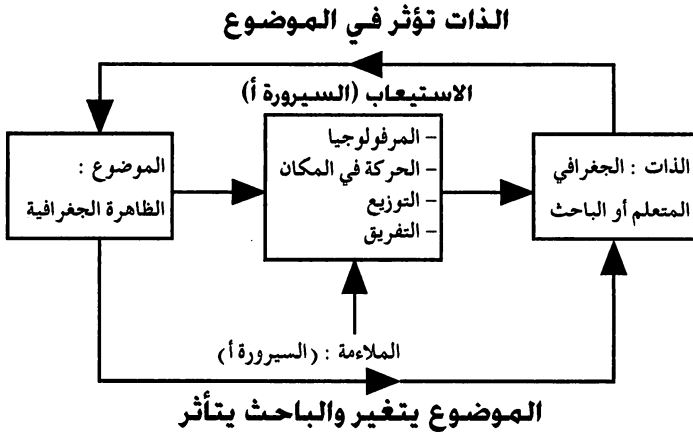 الذات تؤثر في الموضوع
الاستيعاب (السيرورة أ)
الذات : الجغرافي
المتعلم أو الباحث
– المرفولوجيا
– الحركة في المكان
– التوزيع
– التفريق
الموضوع :
الظاهرة الجغرافية
الملاءمة : (السيرورة أ)
الموضوع يتغير والباحث يتأثر